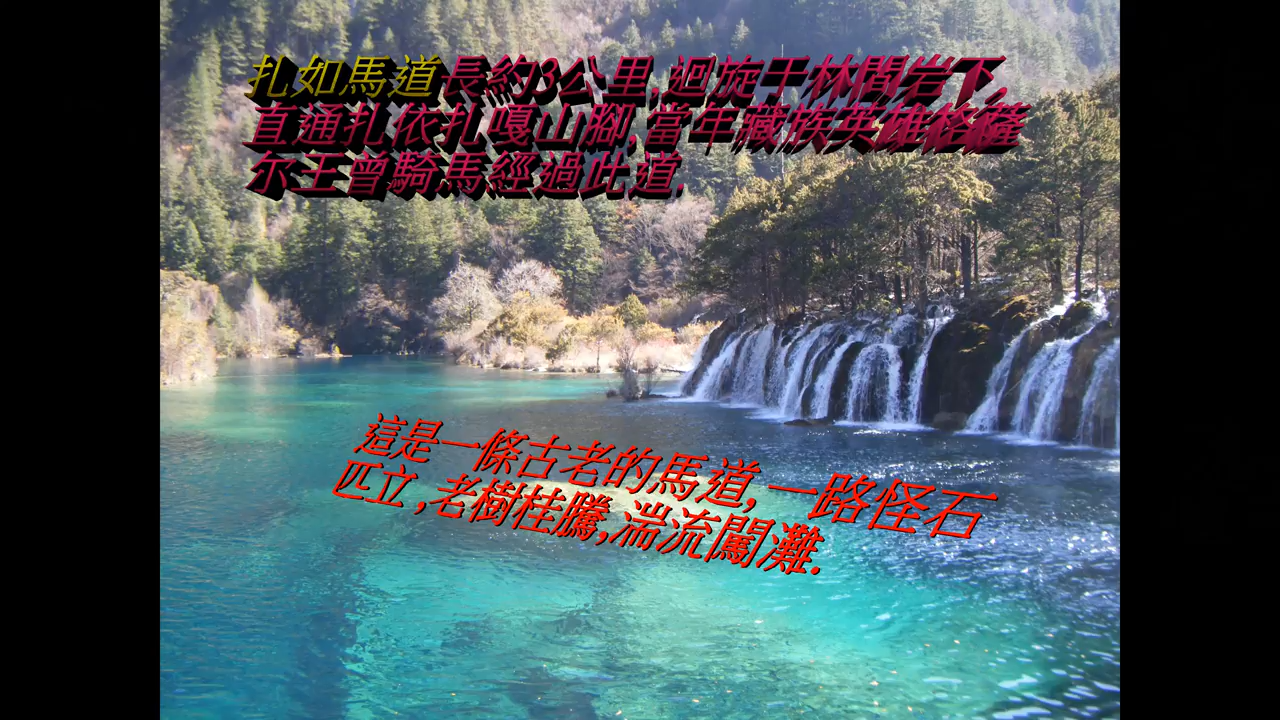 扎如馬道長約3公里,迴旋于林間岩下,
直通扎依扎嘎山腳,當年藏族英雄格薩
尔王曾騎馬經過此道.
這是一條古老的馬道,一路怪石
匹立,老樹桂騰,湍流闖灘.